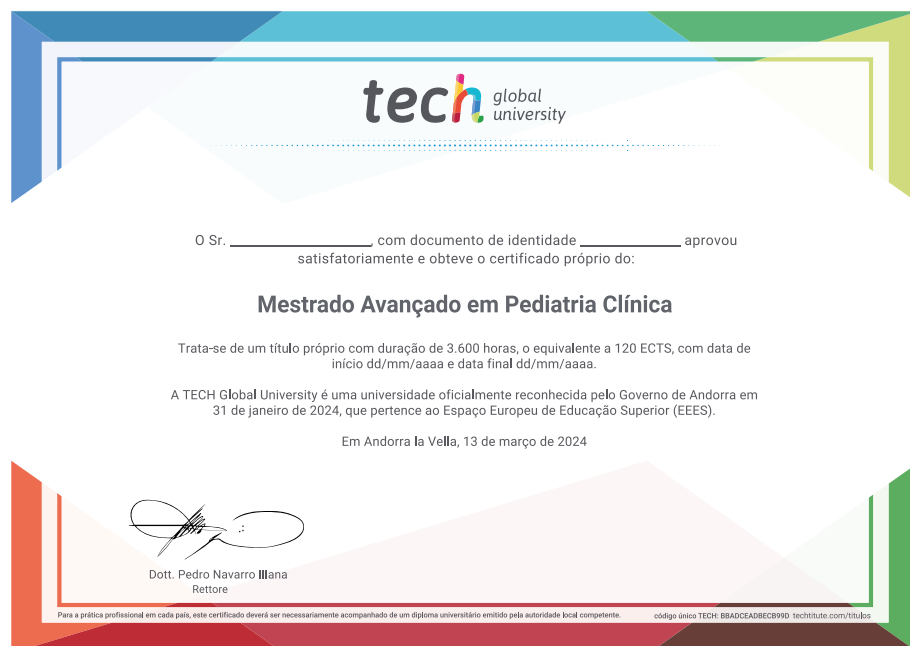 tech global
university
O Sr. ____________, com documento de identidade ____________ aprovou
satisfatoriamente e obteve o certificado próprio do:
Mestrado Avançado em Pediatria Clínica
Trata-se de um título próprio com duração de 3.600 horas, o equivalente a 120 ECTS, com data de
início dd/mm/aaaa e data final dd/mm/aaaa.
A TECH Global University é uma universidade oficialmente reconhecida pelo Governo de Andorra em
31 de janeiro de 2024, que pertence ao Espaço Europeu de Educação Superior (EEES).
Em Andorra la Vella, 13 de março de 2024
Dott. Pedro Navarro Illana
Rettore
Para a prática profissional em cada país, este certificado deverá ser necessariamente acompanhado de um diploma universitário emitido pela autoridade local competente.
código único TECH: BBADCEADBECB99D techtitute.com/titulos